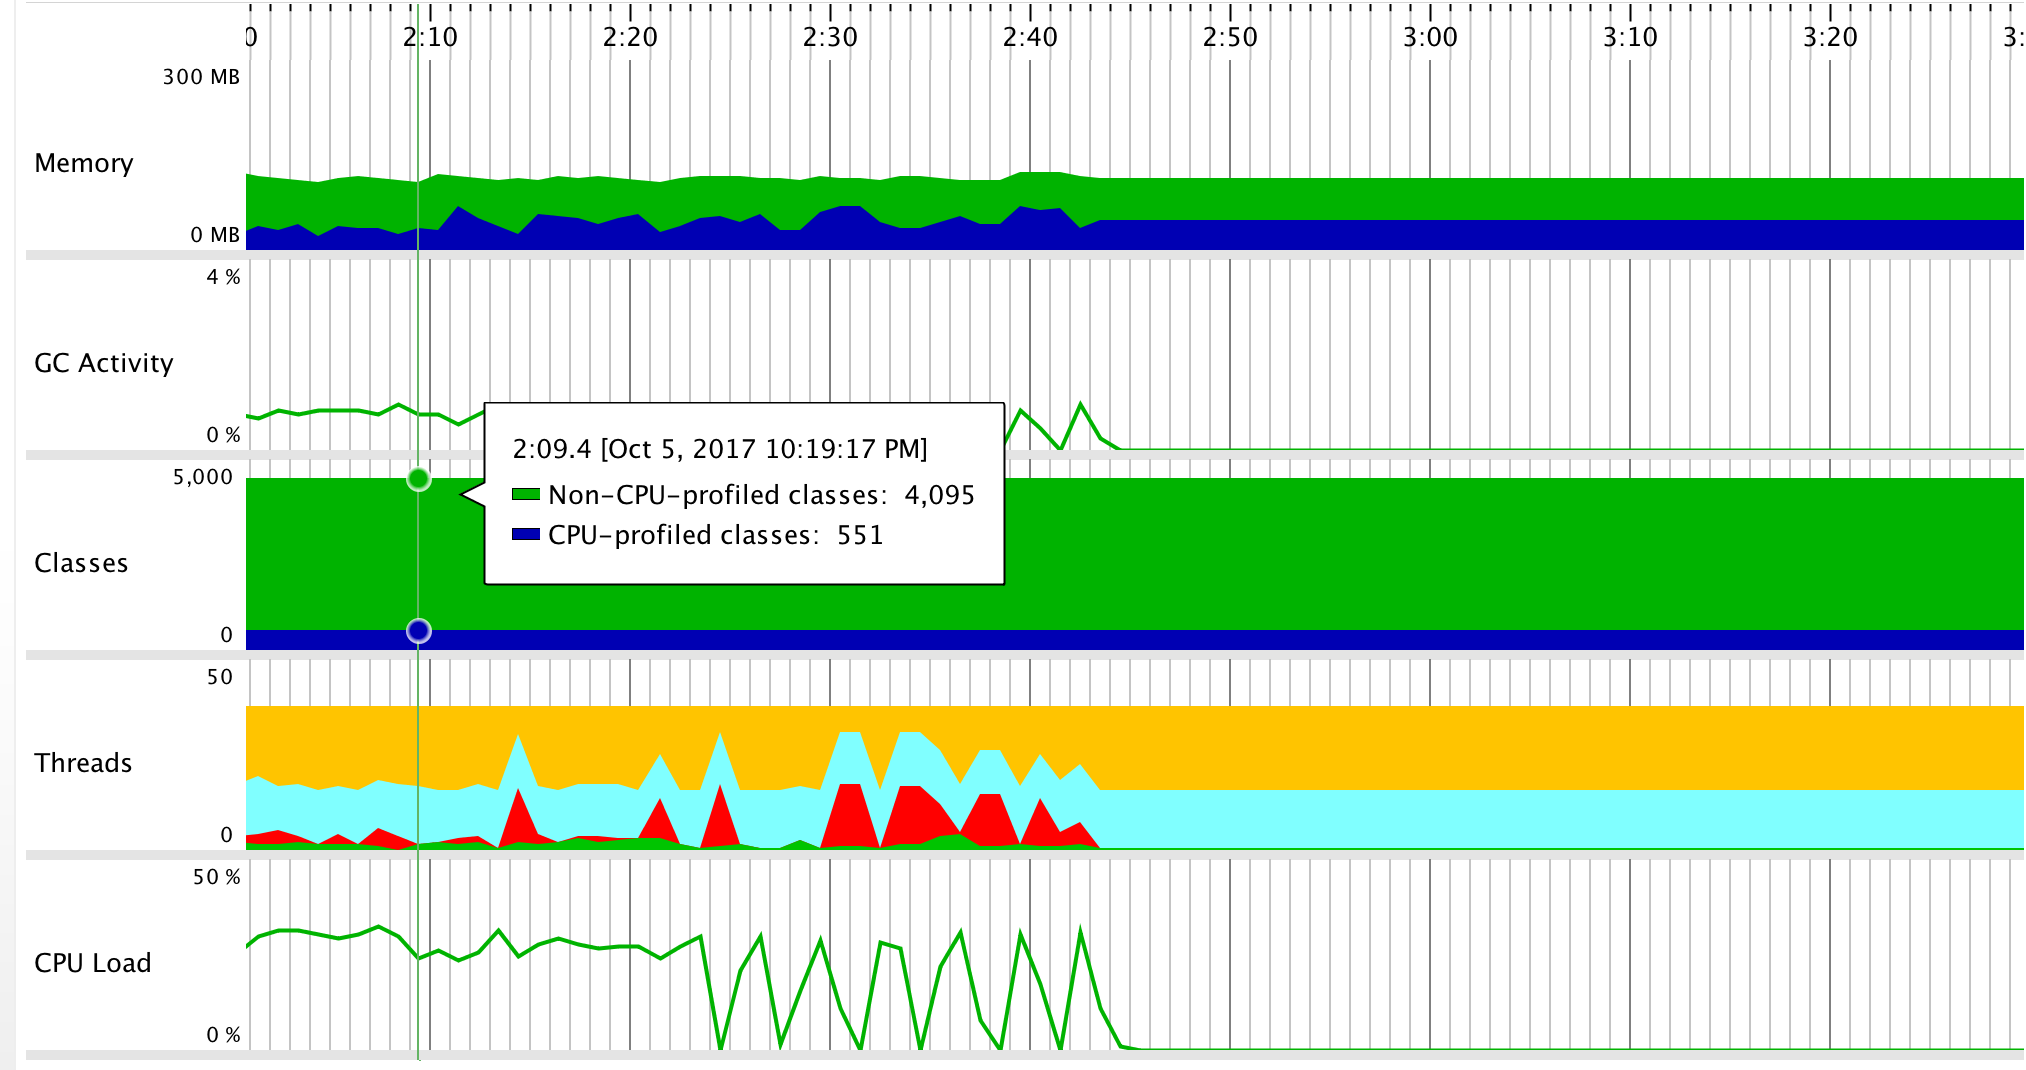 0 2:10 2:20 2:30 2:40 2:50 3:00 3:10 3:20 3:
300 MB
Memory
0 MB
4 %
GC Activity
0 %
2:09.4 [Oct 5, 2017 10:19:17 PM]
5,000
Non-CPU-profiled classes: 4,095
CPU-profiled classes: 551
Classes
0
50
Threads
0
50 %
CPU Load
0 %